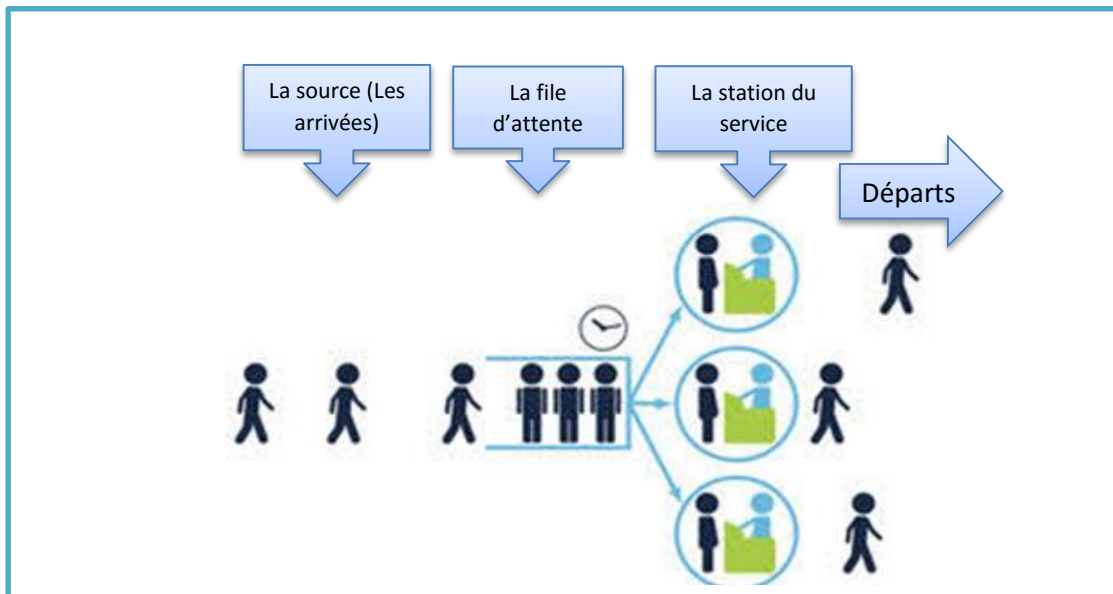 La source (Les
arrivées)
La file
d’attente
La station du
service
Départs